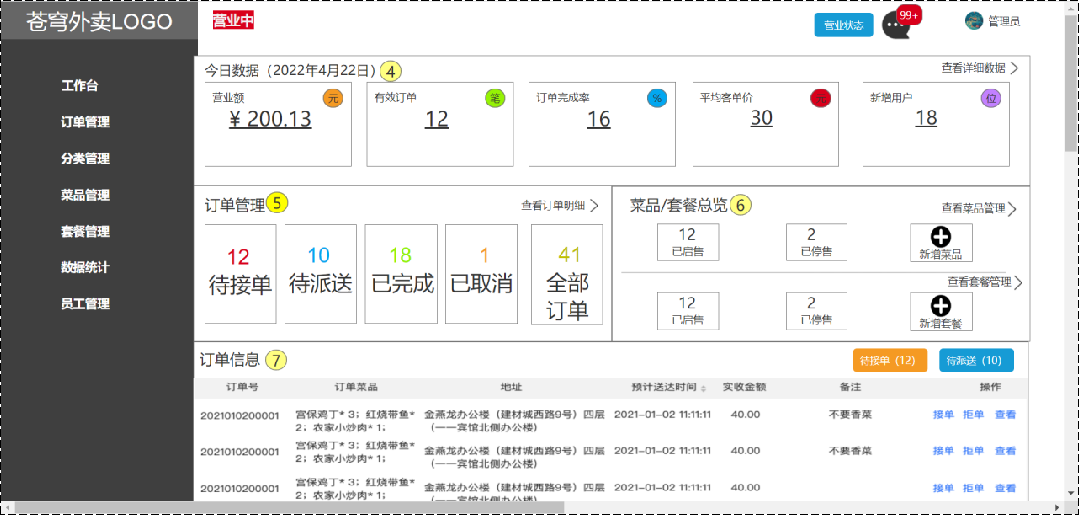 苍穹外卖LOGO
营业中
营业状态
99+
管理员
工作台
订单管理
分类管理
菜品管理
套餐管理
数据统计
员工管理
今日数据（2022年4月22日） 4
查看详细数据
营业额 元
¥ 200.13
有效订单 笔
12
订单完成率 %
16
平均客单价 元
30
新增用户 位
18
订单管理 5
查看订单明细
12
待接单
10
待派送
18
已完成
1
已取消
41
全部
订单
菜品/套餐总览 6
查看菜品管理
12
已启售
2
已停售
新增菜品
查看套餐管理
12
已启售
2
已停售
新增套餐
订单信息 7
待接单（12） 待派送（10）
订单号 订单菜品 地址 预计送达时间 实收金额 备注 操作
2021010200001 宫保鸡丁* 3；红烧带鱼* 金燕龙办公楼（建材城西路9号）四层 2021-01-02 11:11:11 40.00 不要香菜 接单 拒单 查看
2；农家小炒肉* 1； （一一宾馆北侧办公楼）
2021010200001 宫保鸡丁* 3；红烧带鱼* 金燕龙办公楼（建材城西路9号）四层 2021-01-02 11:11:11 40.00 不要香菜 接单 拒单 查看
2；农家小炒肉* 1； （一一宾馆北侧办公楼）
2021010200001 宫保鸡丁* 3；红烧带鱼* 金燕龙办公楼（建材城西路9号）四层 2021-01-02 11:11:11 40.00 接单 拒单 查看
2；农家小炒肉* 1； （一一宾馆北侧办公楼）